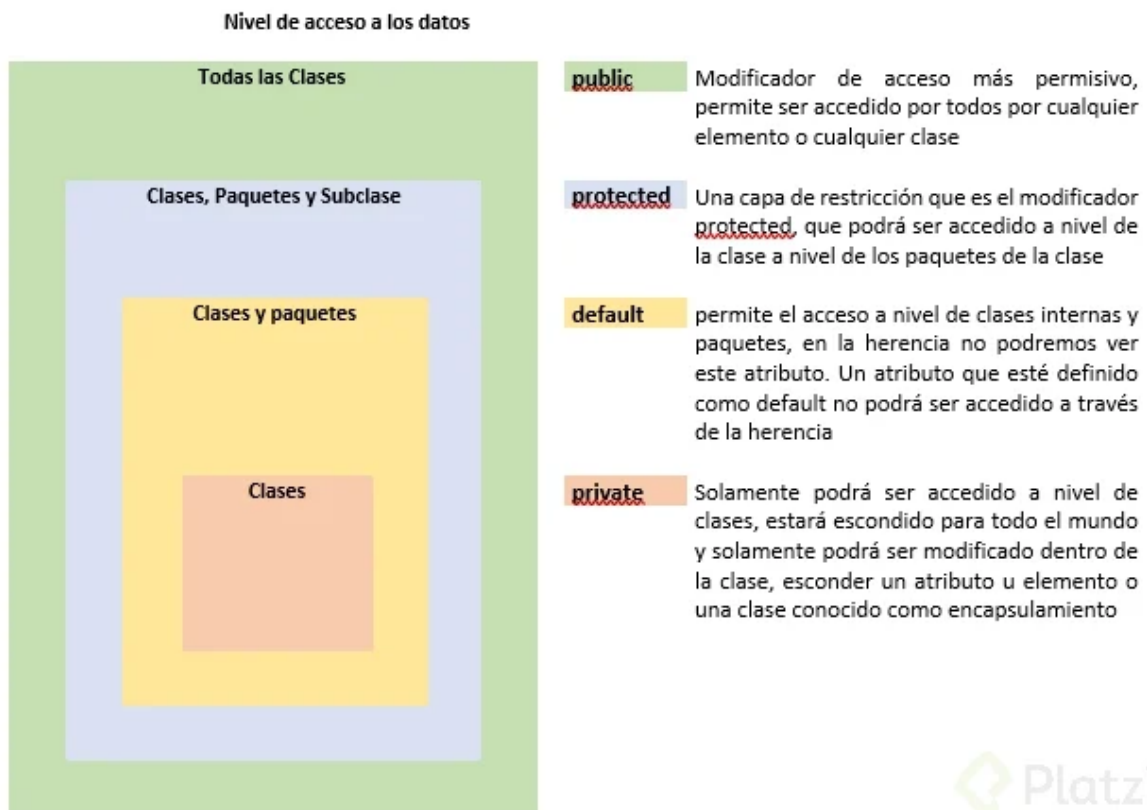 Nivel de acceso a los datos
Todas las Clases
Clases, Paquetes y Subclase
Clases y paquetes
Clases
public
Modificador de acceso más permisivo,
permite ser accedido por todos por cualquier
elemento o cualquier clase
protected
Una capa de restricción que es el modificador
protected, que podrá ser accedido a nivel de
la clase a nivel de los paquetes de la clase
default
permite el acceso a nivel de clases internas y
paquetes, en la herencia no podremos ver
este atributo. Un atributo que esté definido
como default no podrá ser accedido a través
de la herencia
private
Solamente podrá ser accedido a nivel de
clases, estará escondido para todo el mundo
y solamente podrá ser modificado dentro de
la clase, esconder un atributo u elemento o
una clase conocido como encapsulamiento
Platz